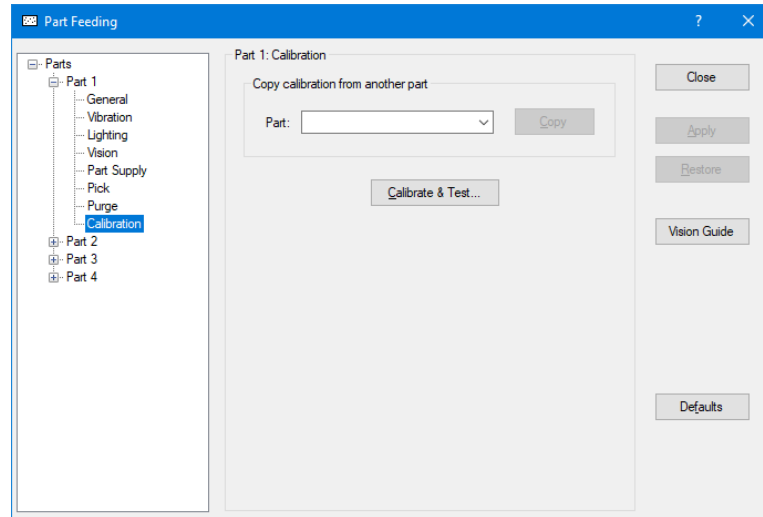 Part Feeding
?
Parts
Part 1
General
Vibration
Lighting
Vision
Part Supply
Pick
Purge
Calibration
Part 2
Part 3
Part 4
Part 1: Calibration
Copy calibration from another part
Part:
Copy
Calibrate & Test...
Close
Apply
Restore
Vision Guide
Defaults